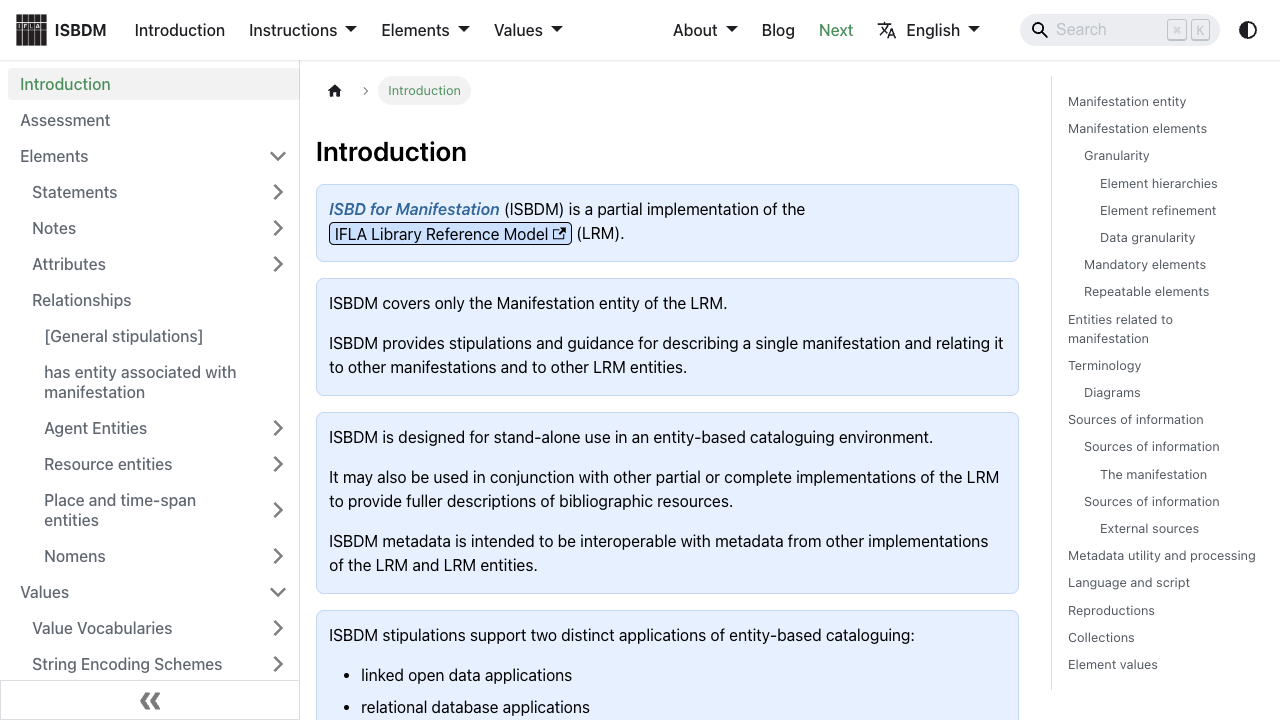 IFLA
ISBDM
Introduction
Instructions
Elements
Values
About
Blog
Next
English
Search
⌘
K
Introduction
Assessment
Elements
Statements
Notes
Attributes
Relationships
[General stipulations]
has entity associated with
manifestation
Agent Entities
Resource entities
Place and time-span
entities
Nomens
Values
Value Vocabularies
String Encoding Schemes
Introduction
Introduction
ISBD for Manifestation (ISBDM) is a partial implementation of the
IFLA Library Reference Model (LRM).
ISBDM covers only the Manifestation entity of the LRM.
ISBDM provides stipulations and guidance for describing a single manifestation and relating it
to other manifestations and to other LRM entities.
ISBDM is designed for stand-alone use in an entity-based cataloguing environment.
It may also be used in conjunction with other partial or complete implementations of the LRM
to provide fuller descriptions of bibliographic resources.
ISBDM metadata is intended to be interoperable with metadata from other implementations
of the LRM and LRM entities.
ISBDM stipulations support two distinct applications of entity-based cataloguing:
• linked open data applications
• relational database applications
Manifestation entity
Manifestation elements
Granularity
Element hierarchies
Element refinement
Data granularity
Mandatory elements
Repeatable elements
Entities related to
manifestation
Terminology
Diagrams
Sources of information
Sources of information
The manifestation
Sources of information
External sources
Metadata utility and processing
Language and script
Reproductions
Collections
Element values